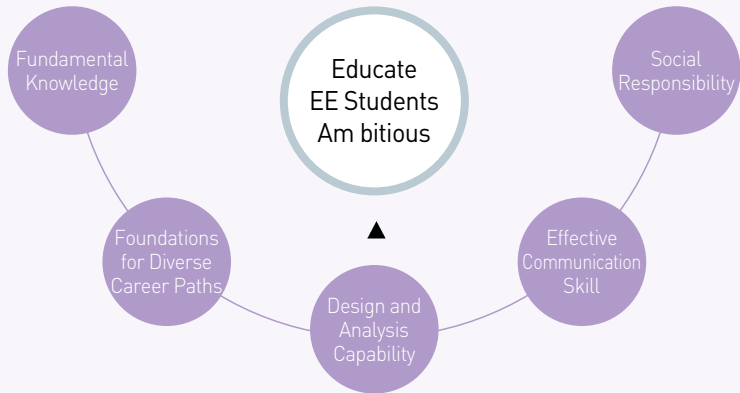 Fundamental
Knowledge
Educate
EE Students
Am bitious
Social
Responsibility
Foundations
for Diverse
Career Paths
Effective
Communication
Skill
Design and
Analysis
Capability